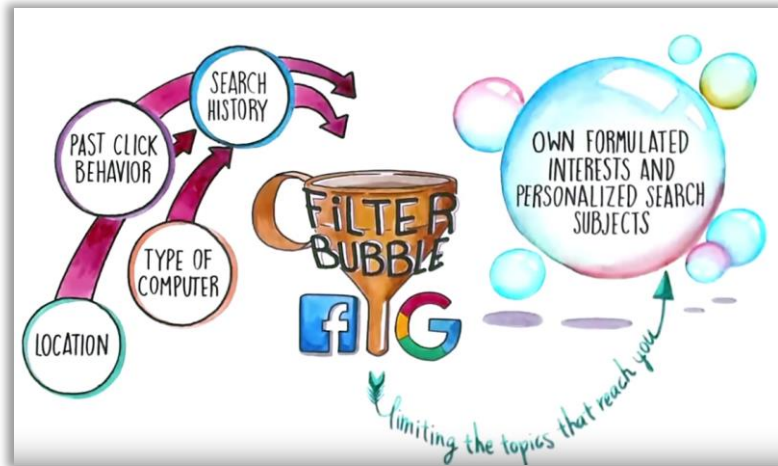 SEARCH
HISTORY
PAST CLICK
BEHAVIOR
TYPE OF
COMPUTER
LOCATION
FILTER
BUBBLE
f G
OWN FORMULATED
INTERESTS AND
PERSONALIZED SEARCH
SUBJECTS
limiting the topics that reach you